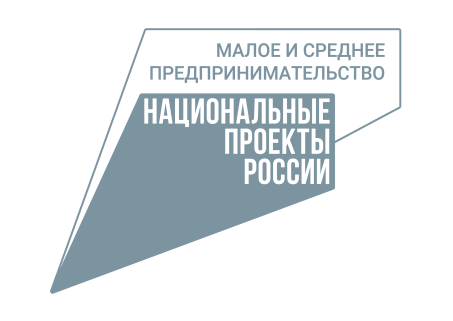 МАЛОЕ И СРЕДНЕЕ
ПРЕДПРИНИМАТЕЛЬСТВО
НАЦИОНАЛЬНЫЕ
ПРОЕКТЫ
РОССИИ